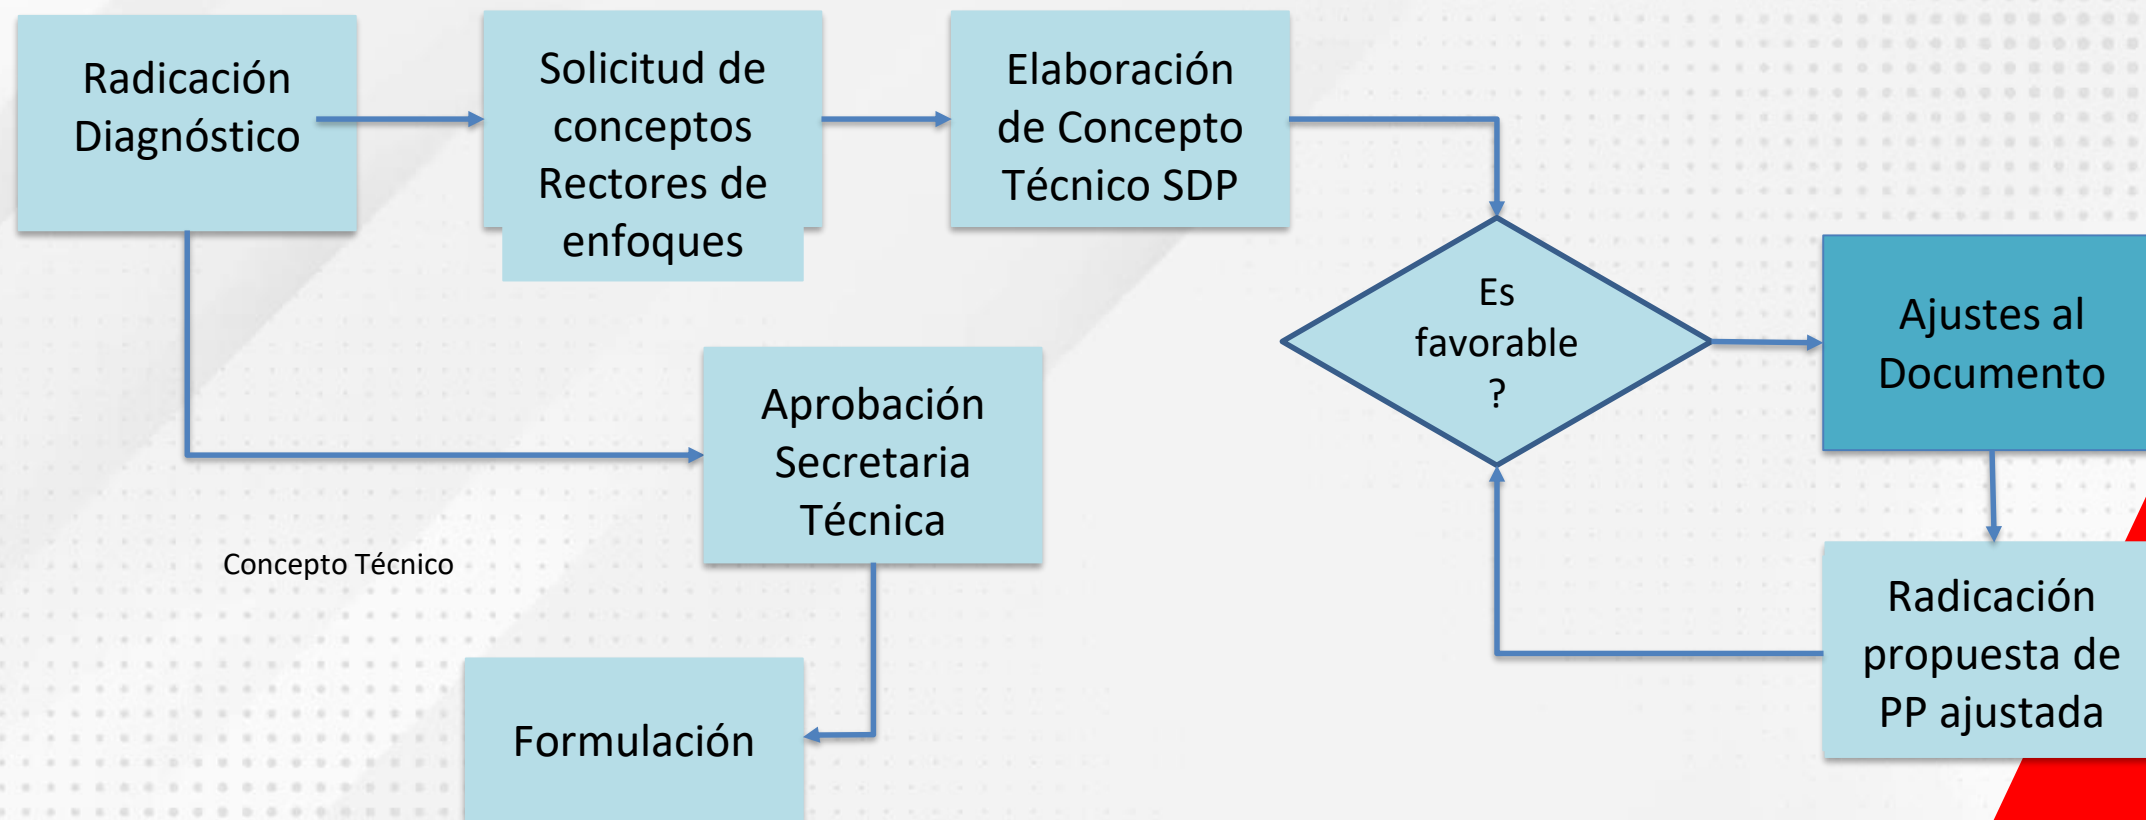 Radicación
Diagnóstico
Solicitud de
conceptos
Rectores de
enfoques
Elaboración
de Concepto
Técnico SDP
Es
favorable
?
Ajustes al
Documento
Aprobación
Secretaria
Técnica
Concepto Técnico
Radicación
propuesta de
PP ajustada
Formulación